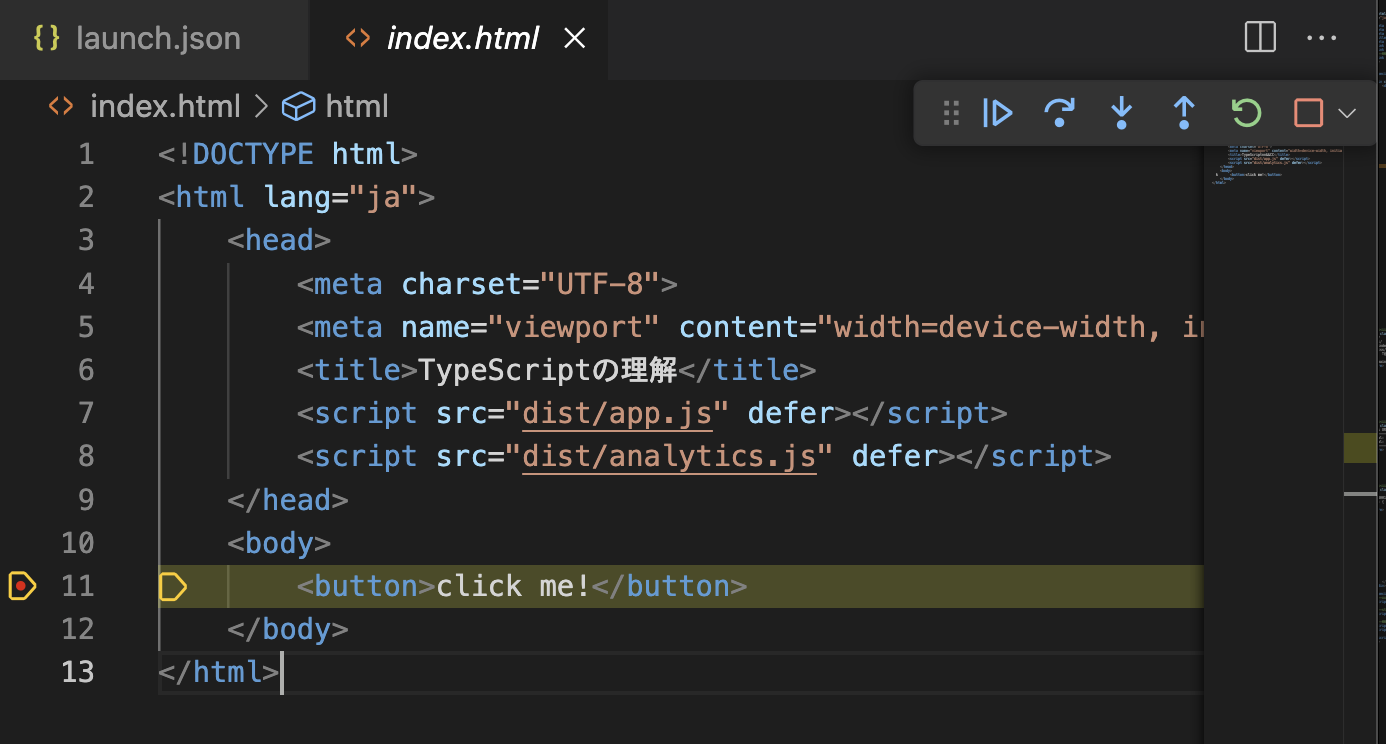 launch.json index.html
index.html > html
1 <!DOCTYPE html>
2 <html lang="ja">
3 <head>
4 <meta charset="UTF-8">
5 <meta name="viewport" content="width=device-width,
6 <title>TypeScriptの理解</title>
7 <script src="dist/app.js" defer></script>
8 <script src="dist/analytics.js" defer></script>
9 </head>
10 <body>
11 <button>click me!</button>
12 </body>
13 </html>